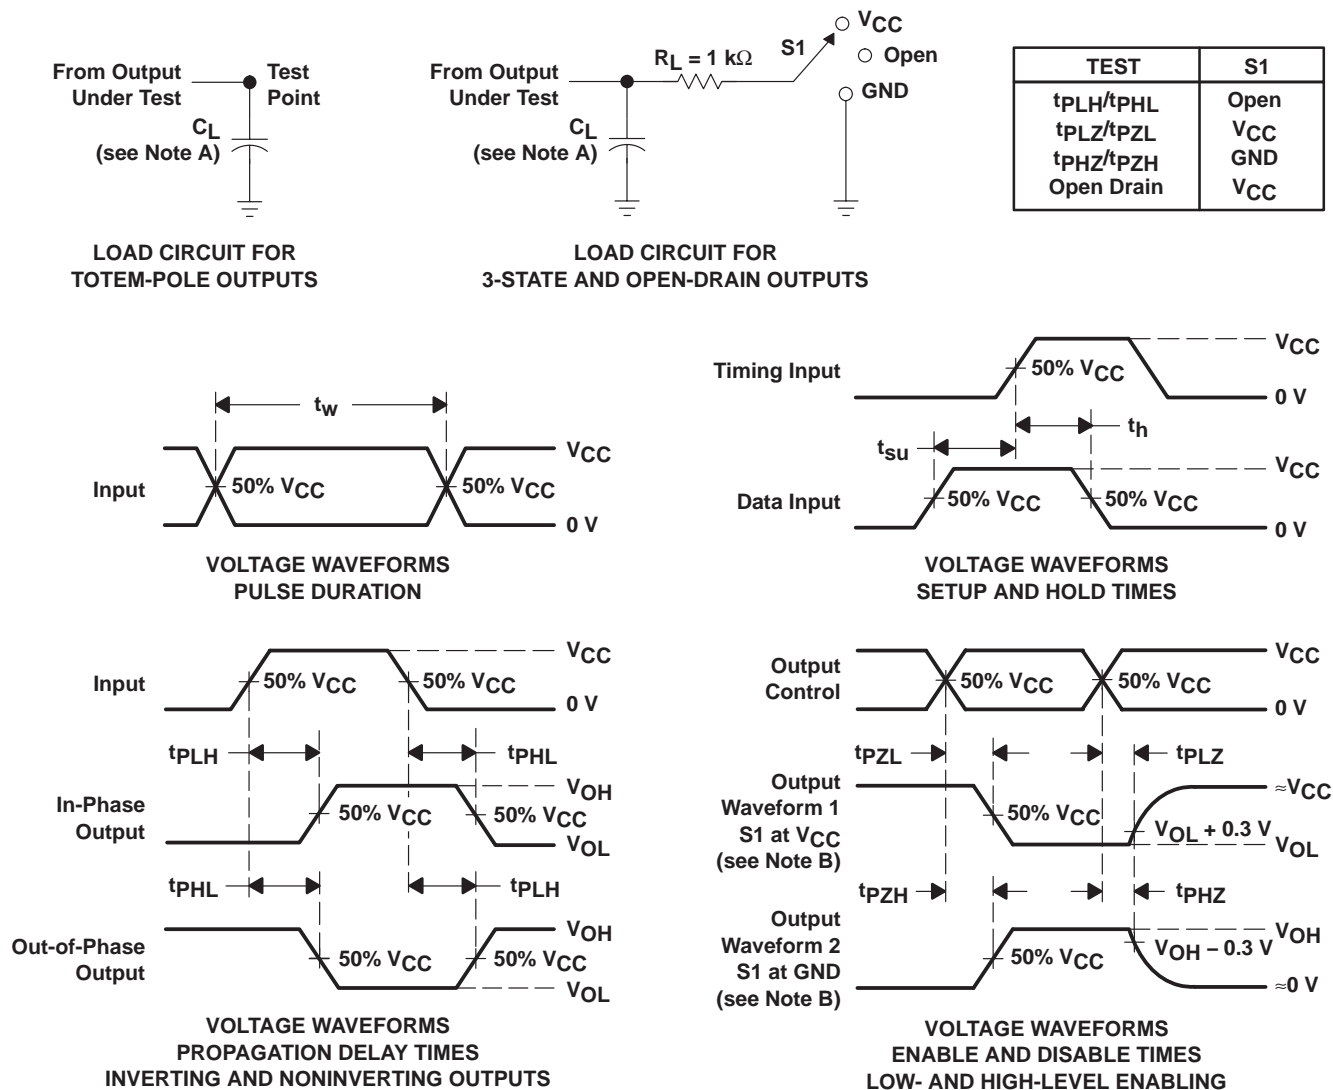 From Output
Under Test
Test
Point
CL
(see Note A)
LOAD CIRCUIT FOR
TOTEM-POLE OUTPUTS
From Output
Under Test
RL = 1 kΩ
S1
VCC
Open
GND
CL
(see Note A)
LOAD CIRCUIT FOR
3-STATE AND OPEN-DRAIN OUTPUTS
TEST S1
tPLH/tPHL Open
tPLZ/tPZL VCC
tPHZ/tPZH GND
Open Drain VCC
tw
Input
50% VCC
50% VCC
VCC
0 V
VOLTAGE WAVEFORMS
PULSE DURATION
Timing Input
50% VCC
VCC
0 V
tsu
th
Data Input
50% VCC
50% VCC
VCC
0 V
VOLTAGE WAVEFORMS
SETUP AND HOLD TIMES
Input
50% VCC
50% VCC
VCC
0 V
tPLH
tPHL
In-Phase
Output
50% VCC
50% VCC
VOH
VOL
tPHL
tPLH
Out-of-Phase
Output
50% VCC
50% VCC
VOH
VOL
VOLTAGE WAVEFORMS
PROPAGATION DELAY TIMES
INVERTING AND NONINVERTING OUTPUTS
Output
Control
50% VCC
50% VCC
VCC
0 V
tPZL
tPLZ
Output
Waveform 1
S1 at VCC
(see Note B)
50% VCC
VOL + 0.3 V
≈VCC
VOL
tPZH
tPHZ
Output
Waveform 2
S1 at GND
(see Note B)
50% VCC
VOH − 0.3 V
VOH
≈0 V
VOLTAGE WAVEFORMS
ENABLE AND DISABLE TIMES
LOW- AND HIGH-LEVEL ENABLING